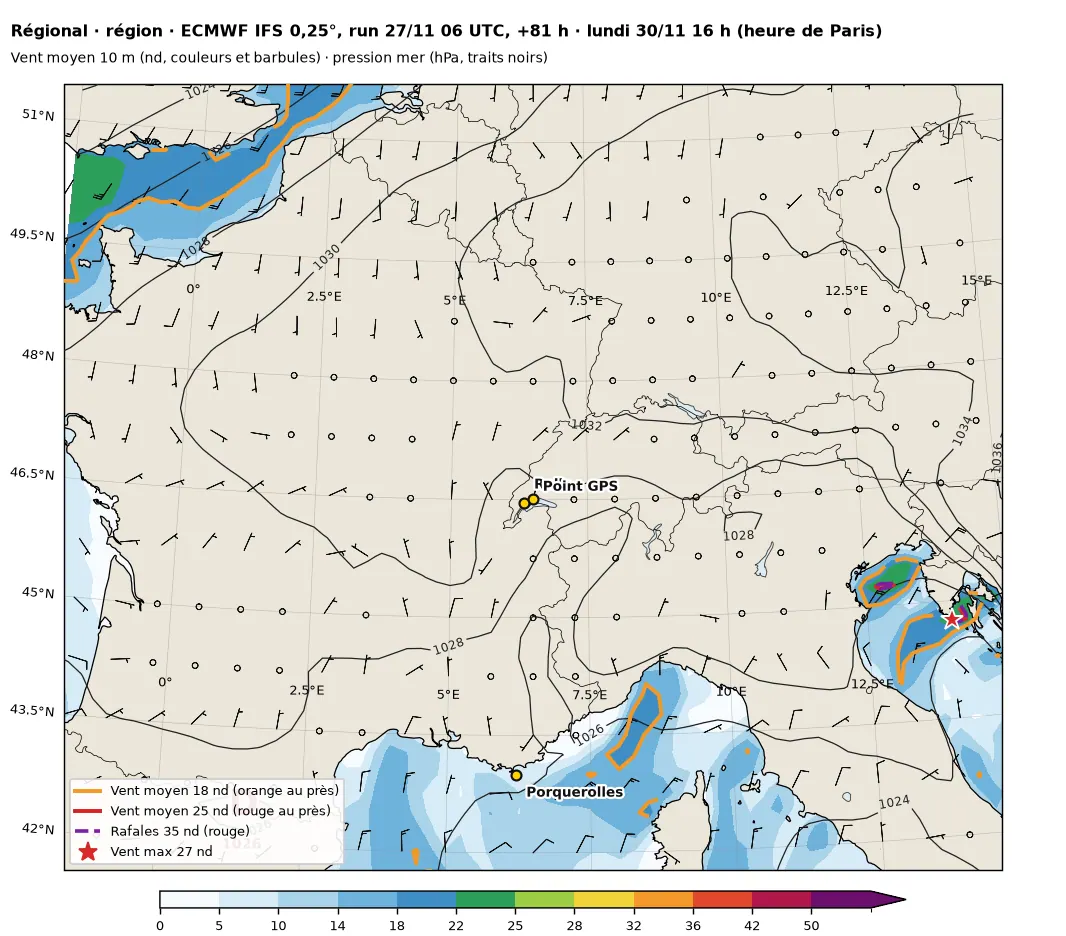 Régional · région · ECMWF IFS 0,25°, run 27/11 06 UTC, +81 h · lundi 30/11 16 h (heure de Paris)
Vent moyen 10 m (nd, couleurs et barbules) · pression mer (hPa, traits noirs)
1024
51°N
1026
49.5°N
1028
1030
0°
2.5°E
5°E
7.5°E
10°E
12.5°E
15°E
48°N
1032
1034
1036
46.5°N
Point GPS
1028
45°N
1028
0°
2.5°E
5°E
7.5°E
10°E
12.5°E
43.5°N
1026
Porquerolles
1024
42°N
Vent moyen 18 nd (orange au près)
Vent moyen 25 nd (rouge au près)
Rafales 35 nd (rouge)
Vent max 27 nd
0 5 10 14 18 22 25 28 32 36 42 50